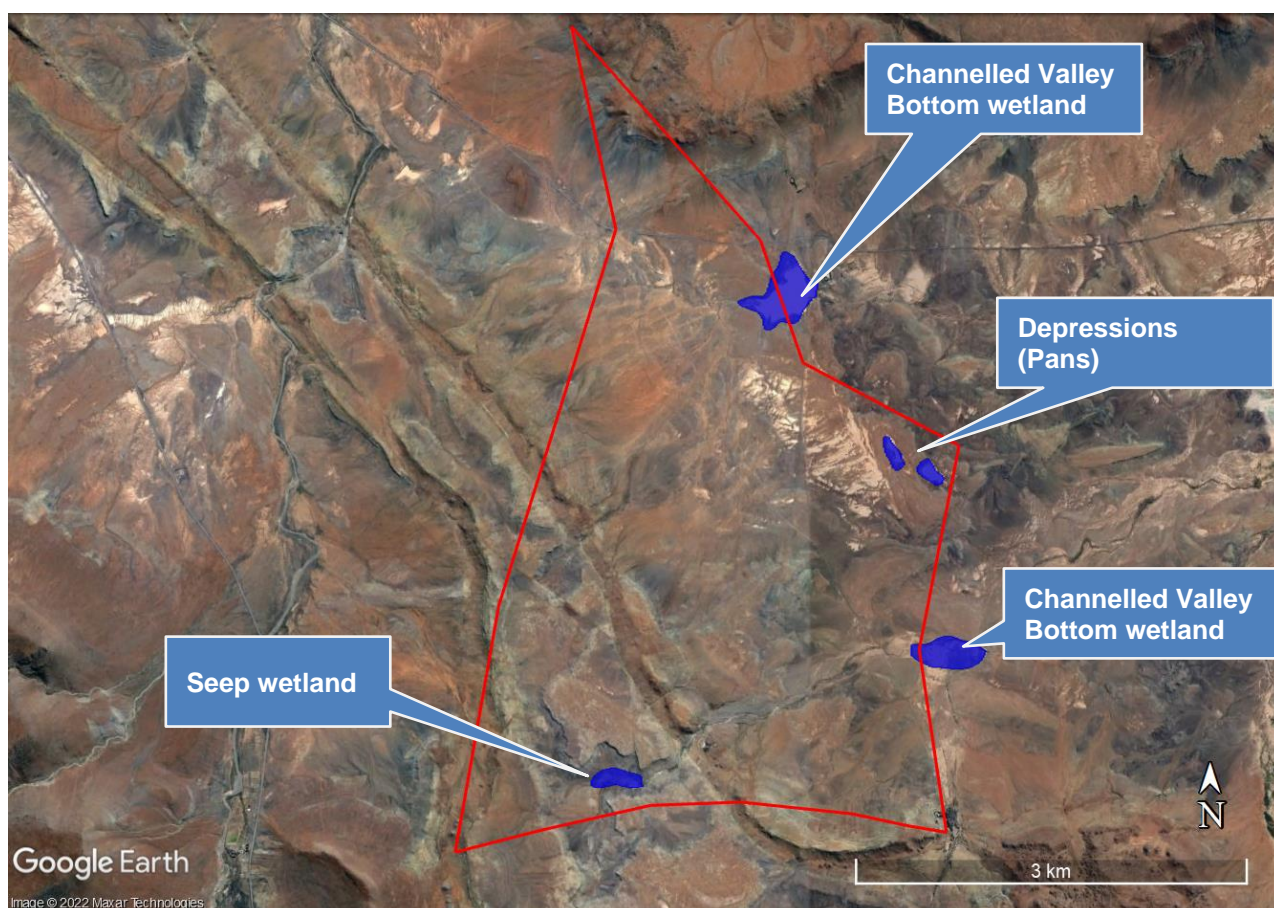 Channelled Valley
Bottom wetland
Depressions
(Pans)
Channelled Valley
Bottom wetland
Seep wetland
N
Google Earth
3 km
Image © 2022 Maxar Technologies